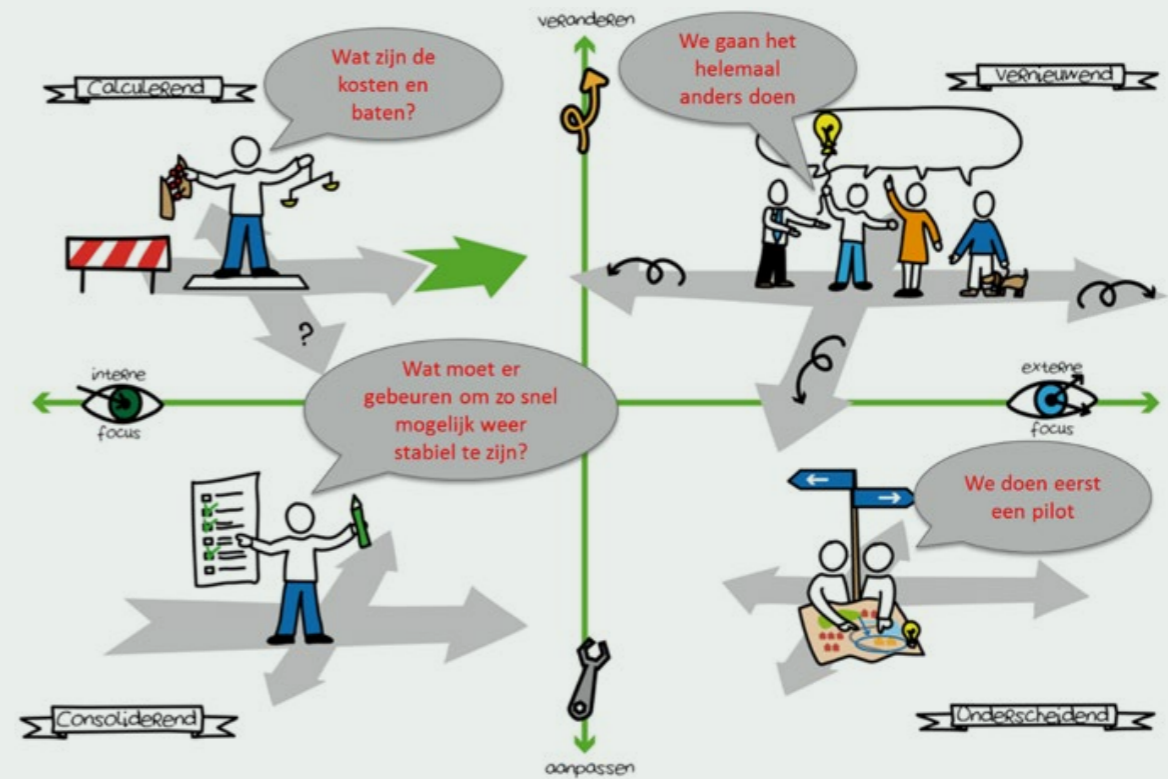 veranderen
Calculerend
Wat zijn de
kosten en
baten?
We gaan het
helemaal
anders doen
Vernieuwend
?
interne
focus
Wat moet er
gebeuren om zo snel
mogelijk weer
stabiel te zijn?
externe
focus
We doen eerst
een pilot
Consoliderend
Onderscheidend
aanpassen